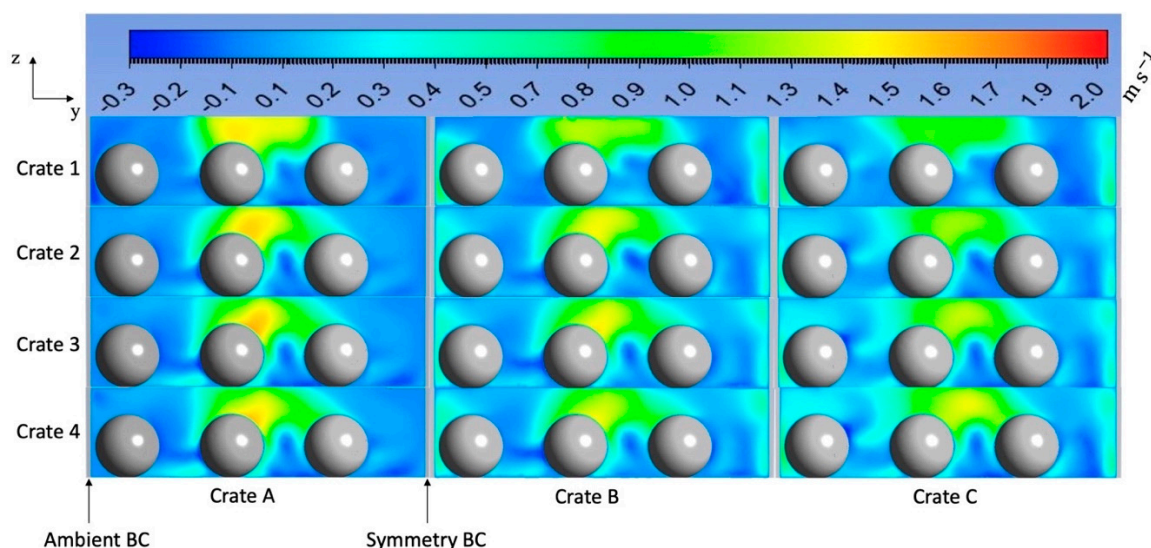 z
y
-0.3 -0.2 -0.1 0.1 0.2 0.3 0.4 0.5 0.7 0.8 0.9 1.0 1.1 1.3 1.4 1.5 1.6 1.7 1.9 2.0
m s⁻¹
Crate 1
Crate 2
Crate 3
Crate 4
Crate A Crate B Crate C
Ambient BC Symmetry BC